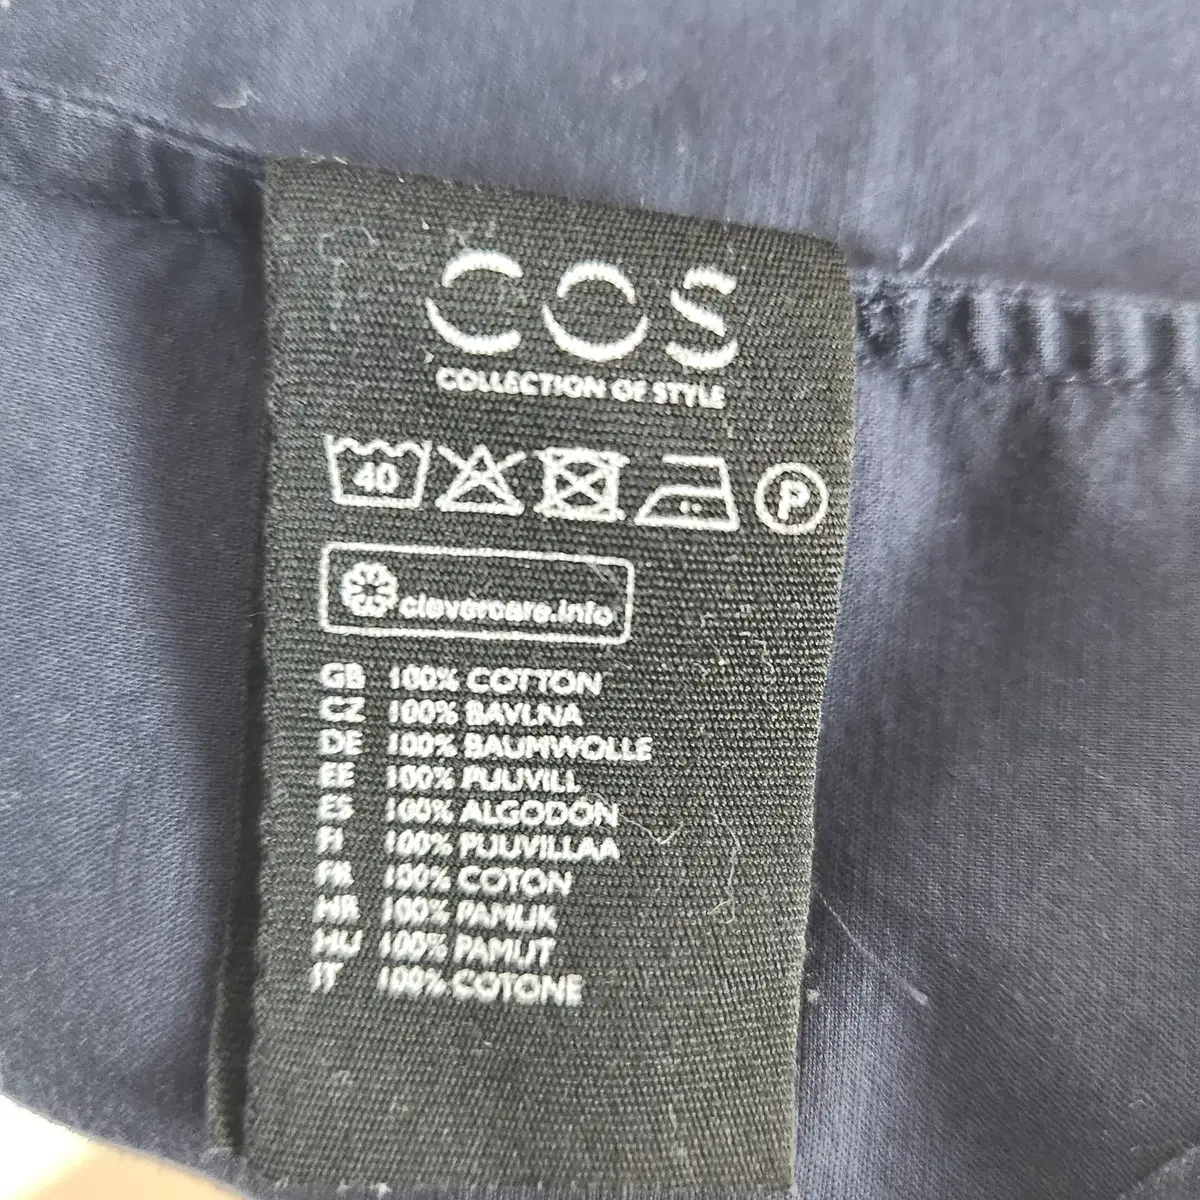 COS
COLLECTION OF STYLE
40 P
clevercare.info
GB 100% COTTON
CZ 100% BAVLNA
DE 100% BAUMWOLLE
EE 100% PUUVILL
ES 100% ALGODON
FI 100% PUUVILLAA
FR 100% COTON
HR 100% PAMUK
HU 100% PAMUT
IT 100% COTONE